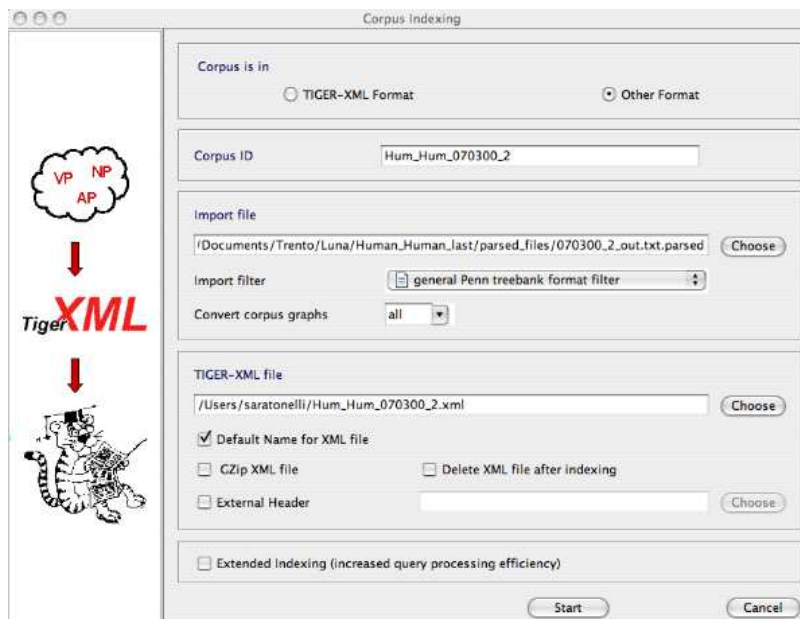 Corpus Indexing
Corpus is in
TIGER-XML Format Other Format
Corpus ID Hum_Hum_070300_2
Import file
/Documents/Trento/Luna/Human_Human_last/parsed_files/070300_2_out.txt.parsed Choose
Import filter general Penn treebank format filter
Convert corpus graphs all
TIGER-XML file
/Users/saratonelli/Hum_Hum_070300_2.xml Choose
Default Name for XML file
GZip XML file Delete XML file after indexing
External Header Choose
Extended Indexing (increased query processing efficiency)
Start Cancel
VP NP
AP
Tiger XML